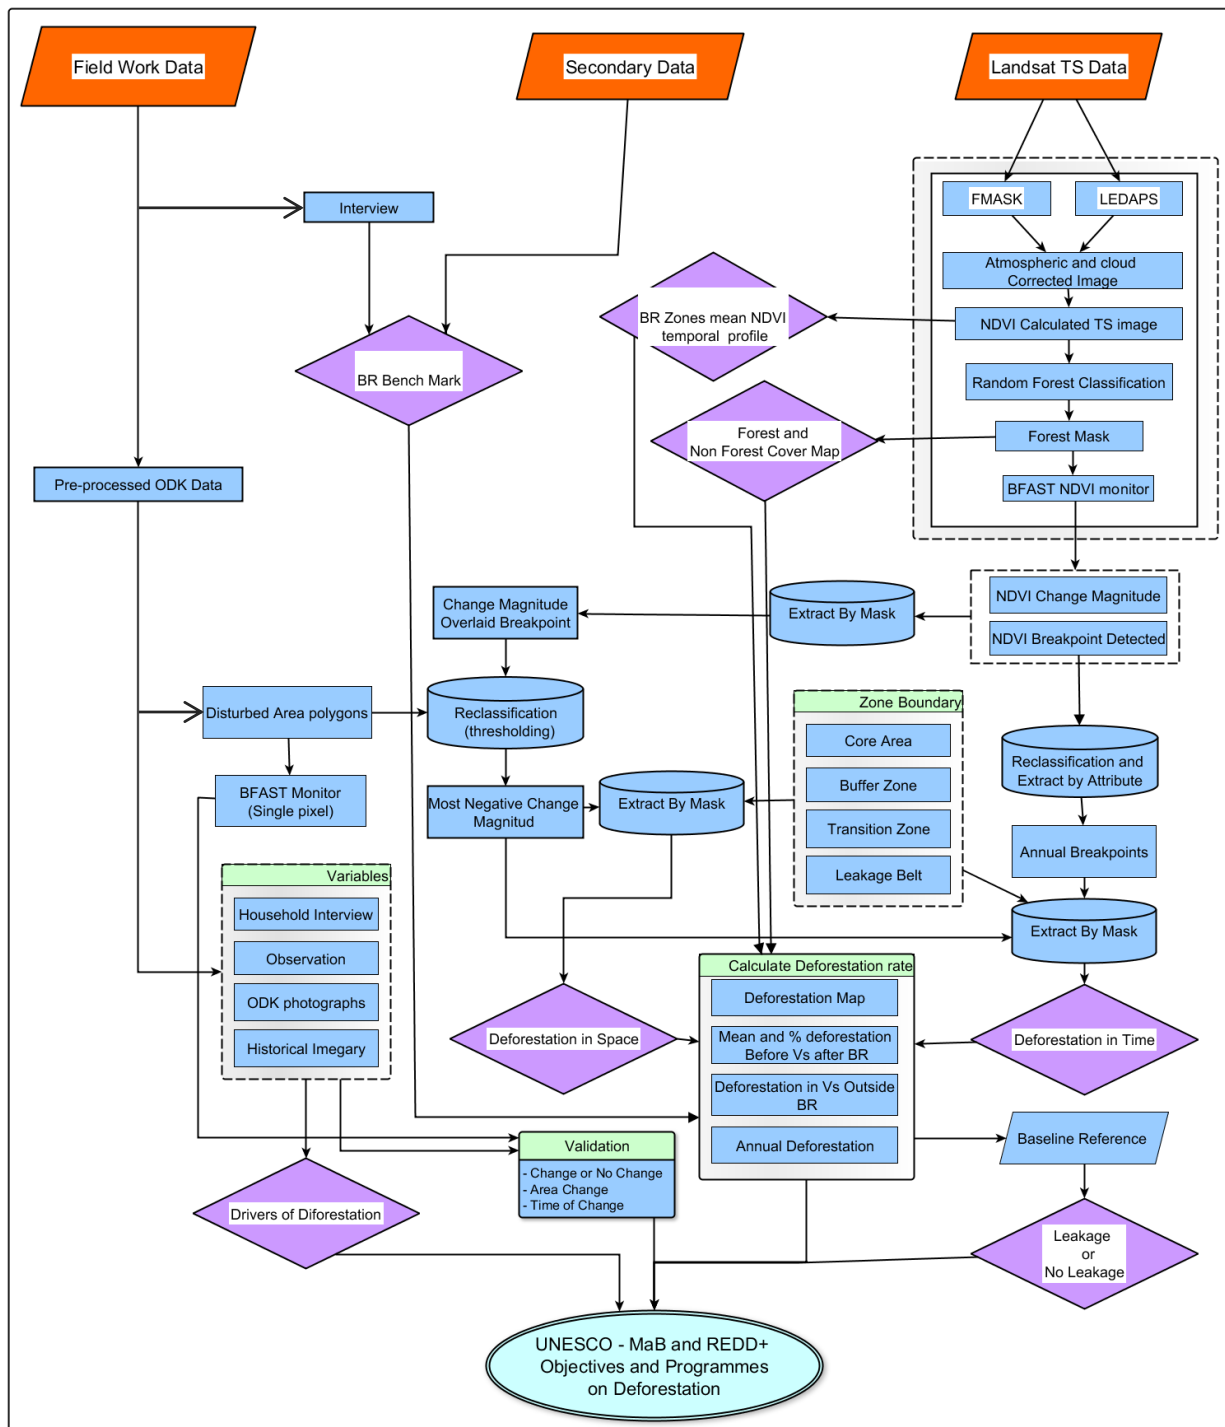 Field Work Data
Secondary Data
Landsat TS Data
FMASK
LEDAPS
Interview
Atmospheric and cloud
Corrected Image
BR Zones mean NDVI
temporal profile
NDVI Calculated TS image
BR Bench Mark
Random Forest Classification
Forest and
Non Forest Cover Map
Forest Mask
Pre-processed ODK Data
BFAST NDVI monitor
Change Magnitude
Overlaid Breakpoint
Extract By Mask
NDVI Change Magnitude
NDVI Breakpoint Detected
Disturbed Area polygons
Reclassification
(thresholding)
Zone Boundary
Core Area
Buffer Zone
Transition Zone
Leakage Belt
Reclassification and
Extract by Attribute
BFAST Monitor
(Single pixel)
Most Negative Change
Magnitud
Extract By Mask
Annual Breakpoints
Variables
Household Interview
Observation
ODK photographs
Historical Imegary
Extract By Mask
Calculate Deforestation rate
Deforestation Map
Mean and % deforestation
Before Vs after BR
Deforestation in Vs Outside
BR
Annual Deforestation
Deforestation in Space
Deforestation in Time
Validation
- Change or No Change
- Area Change
- Time of Change
Baseline Reference
Drivers of Diforestation
Leakage
or
No Leakage
UNESCO - MaB and REDD+
Objectives and Programmes
on Deforestation